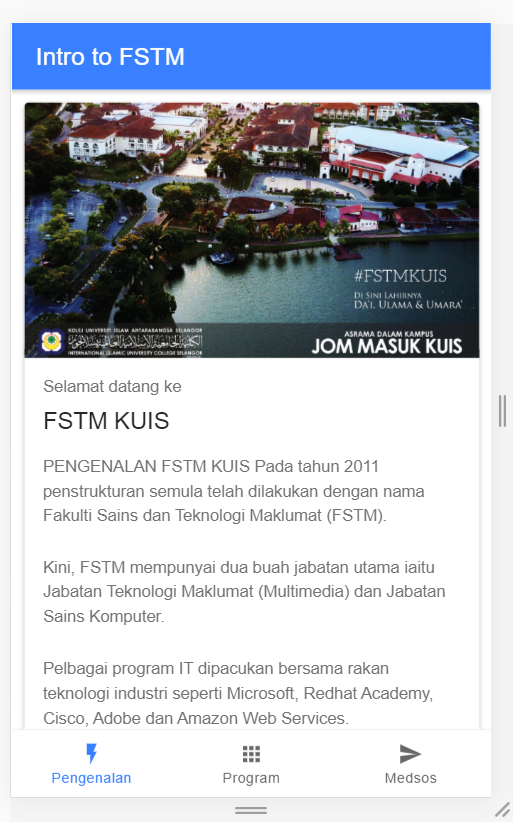 Intro to FSTM
#FSTMKUIS
DI SINI LAHIRNYA
DA'I, ULAMA & UMARA'
KOLEJ UNIVERSITI ISLAM ANTARABANGSA SELANGOR
INTERNATIONAL ISLAMIC UNIVERSITY COLLEGE SELANGOR
ASRAMA DALAM KAMPUS
JOM MASUK KUIS
Selamat datang ke
FSTM KUIS
PENGENALAN FSTM KUIS Pada tahun 2011
penstrukturan semula telah dilakukan dengan nama
Fakulti Sains dan Teknologi Maklumat (FSTM).
Kini, FSTM mempunyai dua buah jabatan utama iaitu
Jabatan Teknologi Maklumat (Multimedia) dan Jabatan
Sains Komputer.
Pelbagai program IT dipacukan bersama rakan
teknologi industri seperti Microsoft, Redhat Academy,
Cisco, Adobe dan Amazon Web Services.
Pengenalan
Program
Medsos